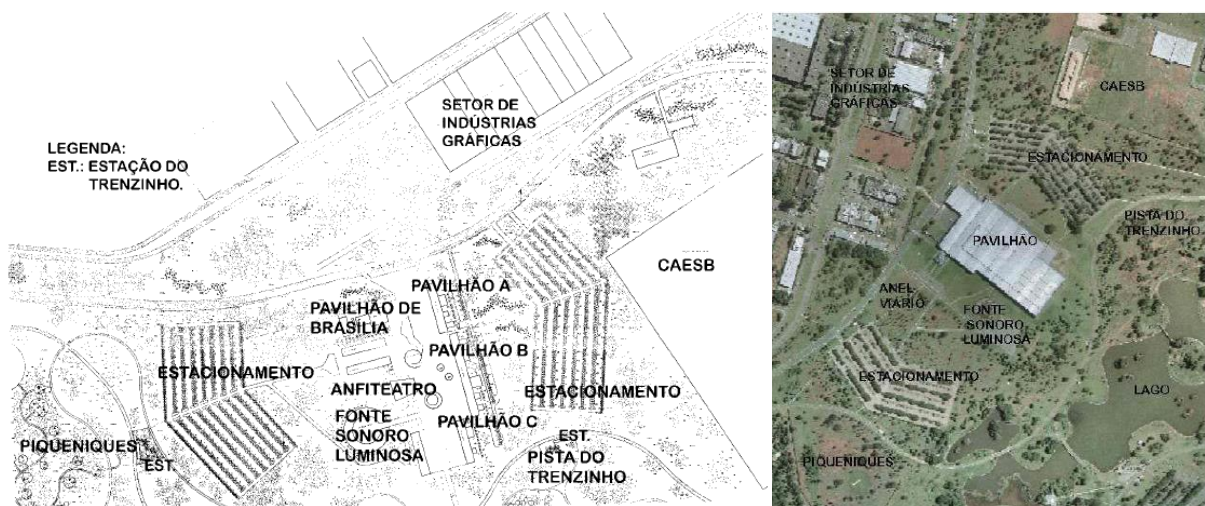 LEGENDA:
EST.: ESTAÇÃO DO
TRENZINHO.
SETOR DE
INDÚSTRIAS
GRÁFICAS
CAESB
PAVILHÃO A
PAVILHÃO DE
BRASILIA
PAVILHÃO B
ESTACIONAMENTO
ANFITEATRO
ESTACIONAMENTO
FONTE
SONORO
LUMINOSA
PAVILHÃO C
PIQUENIQUES
EST.
EST.
PISTA DO
TRENZINHO
SETOR DE
INDÚSTRIAS
GRÁFICAS
CAESB
ESTACIONAMENTO
PISTA DO
TRENZINHO
PAVILHÃO
ANEL
VIÁRIO
FONTE
SONORO
LUMINOSA
ESTACIONAMENTO
LAGO
PIQUENIQUES